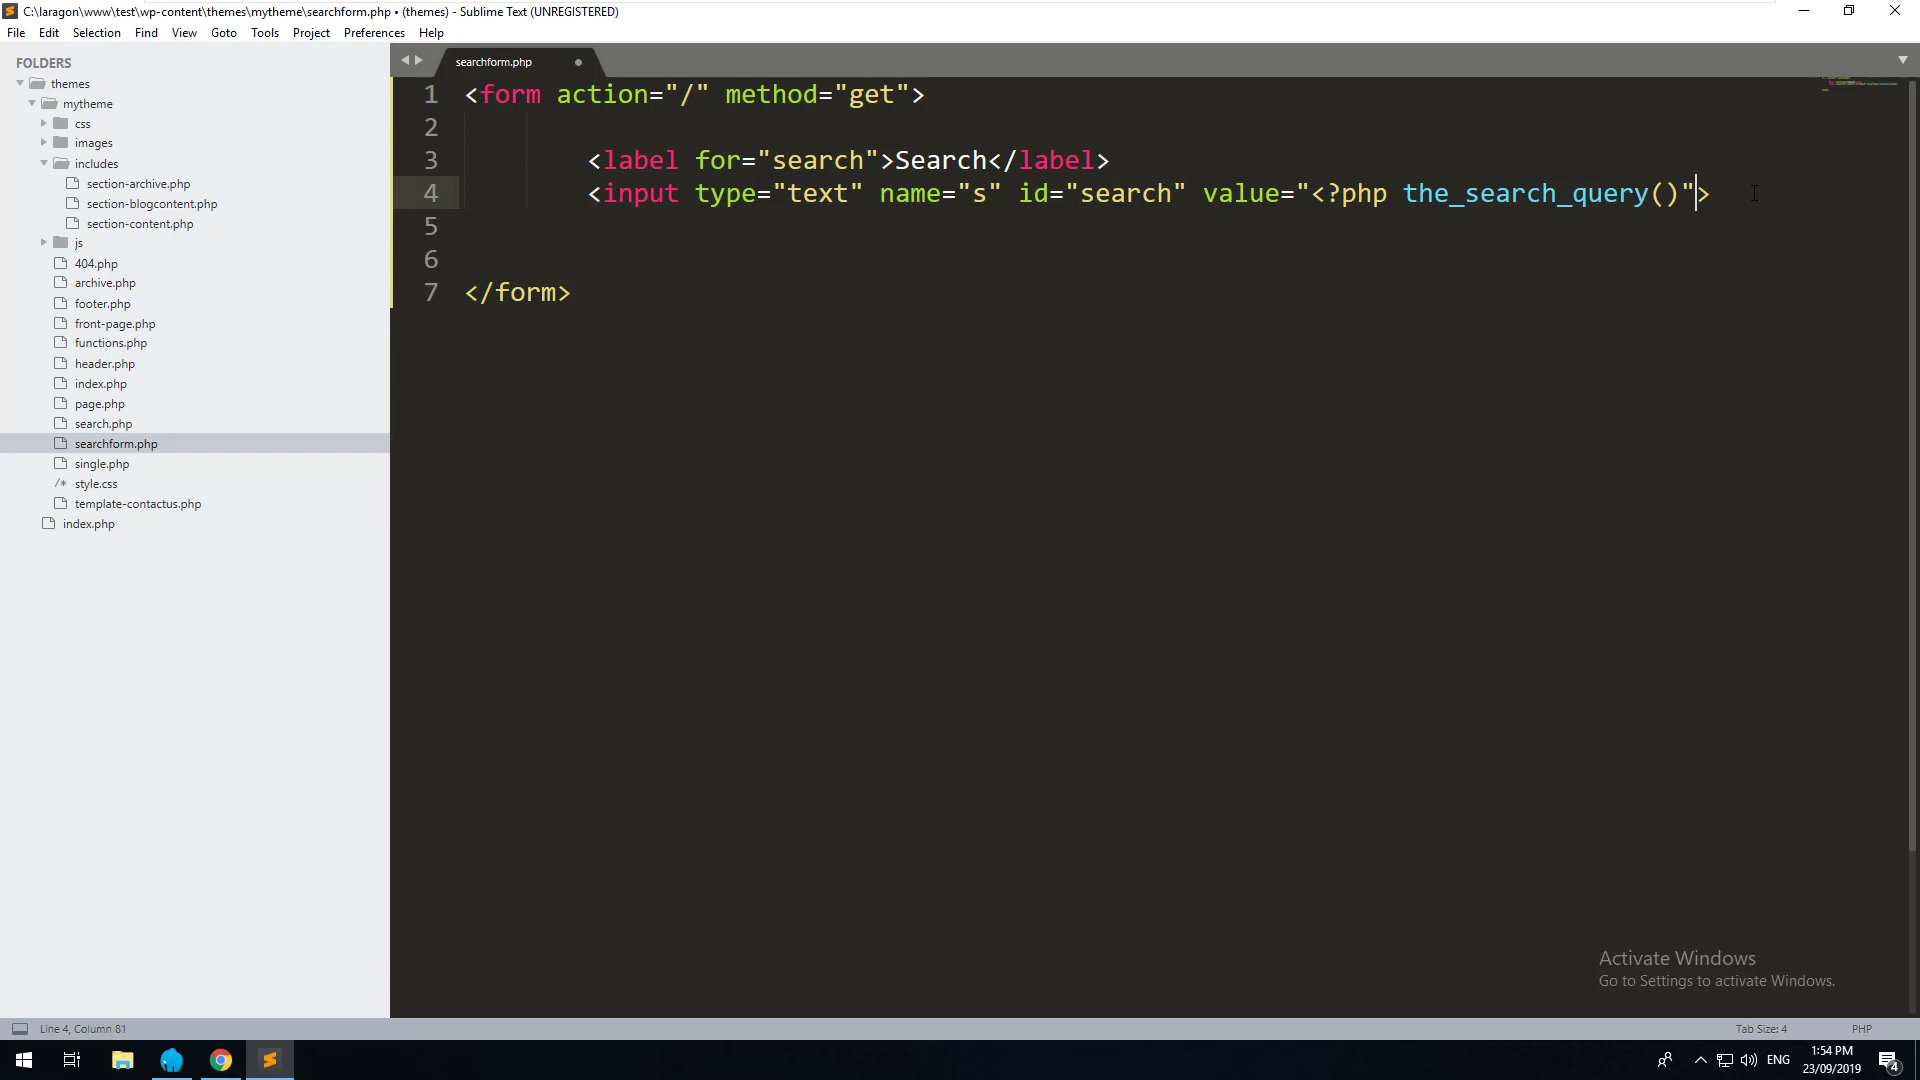 C:\laragon\www\test\wp-content\themes\mytheme\searchform.php • (themes) - Sublime Text (UNREGISTERED)
File Edit Selection Find View Goto Tools Project Preferences Help
FOLDERS
themes
mytheme
css
images
includes
section-archive.php
section-blogcontent.php
section-content.php
js
404.php
archive.php
footer.php
front-page.php
functions.php
header.php
index.php
page.php
search.php
searchform.php
single.php
/* style.css
template-contactus.php
index.php
searchform.php
1 <form action="/" method="get">
2
3 <label for="search">Search</label>
4 <input type="text" name="s" id="search" value="<?php the_search_query()">
5
6
7 </form>
Activate Windows
Go to Settings to activate Windows.
Line 4, Column 81 Tab Size: 4 PHP
ENG
1:54 PM
23/09/2019
4